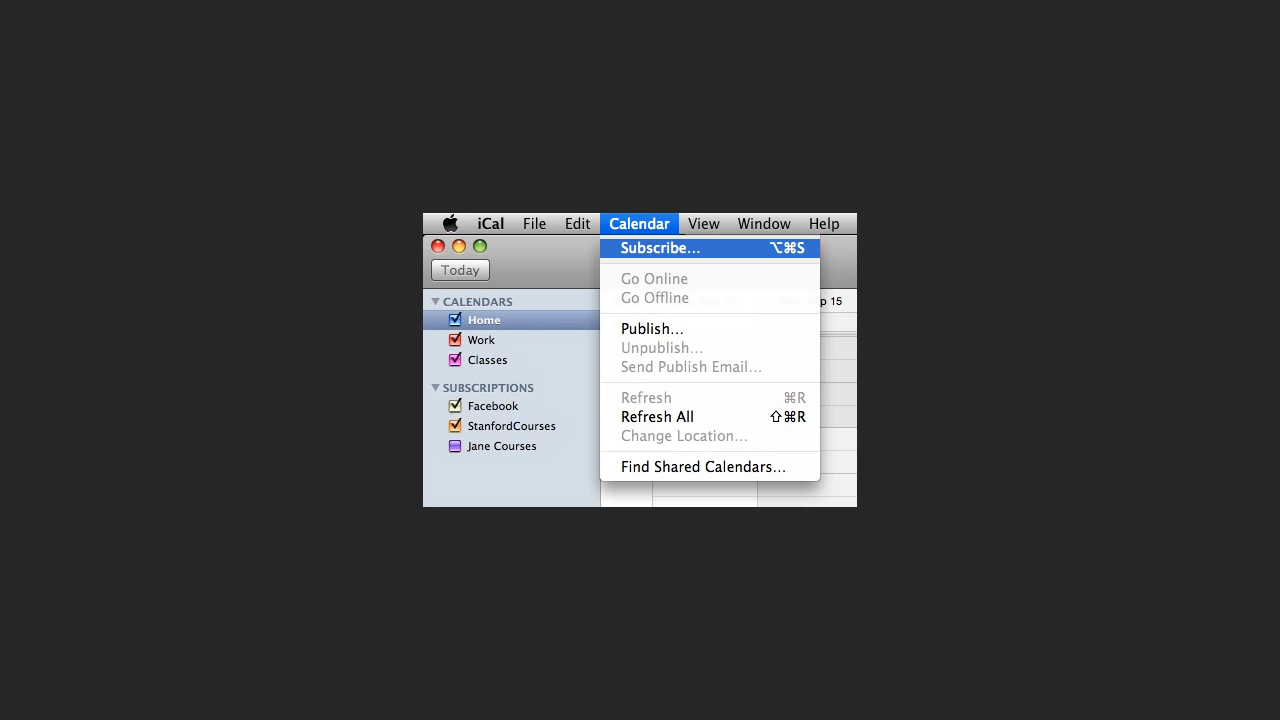 iCal File Edit Calendar View Window Help
Subscribe... ⌥⌘S
Today
Go Online
Go Offline
p 15
CALENDARS
Home
Work
Classes
Publish...
Unpublish...
Send Publish Email...
SUBSCRIPTIONS
Facebook
StanfordCourses
Jane Courses
Refresh ⌘R
Refresh All ⇧⌘R
Change Location...
Find Shared Calendars...